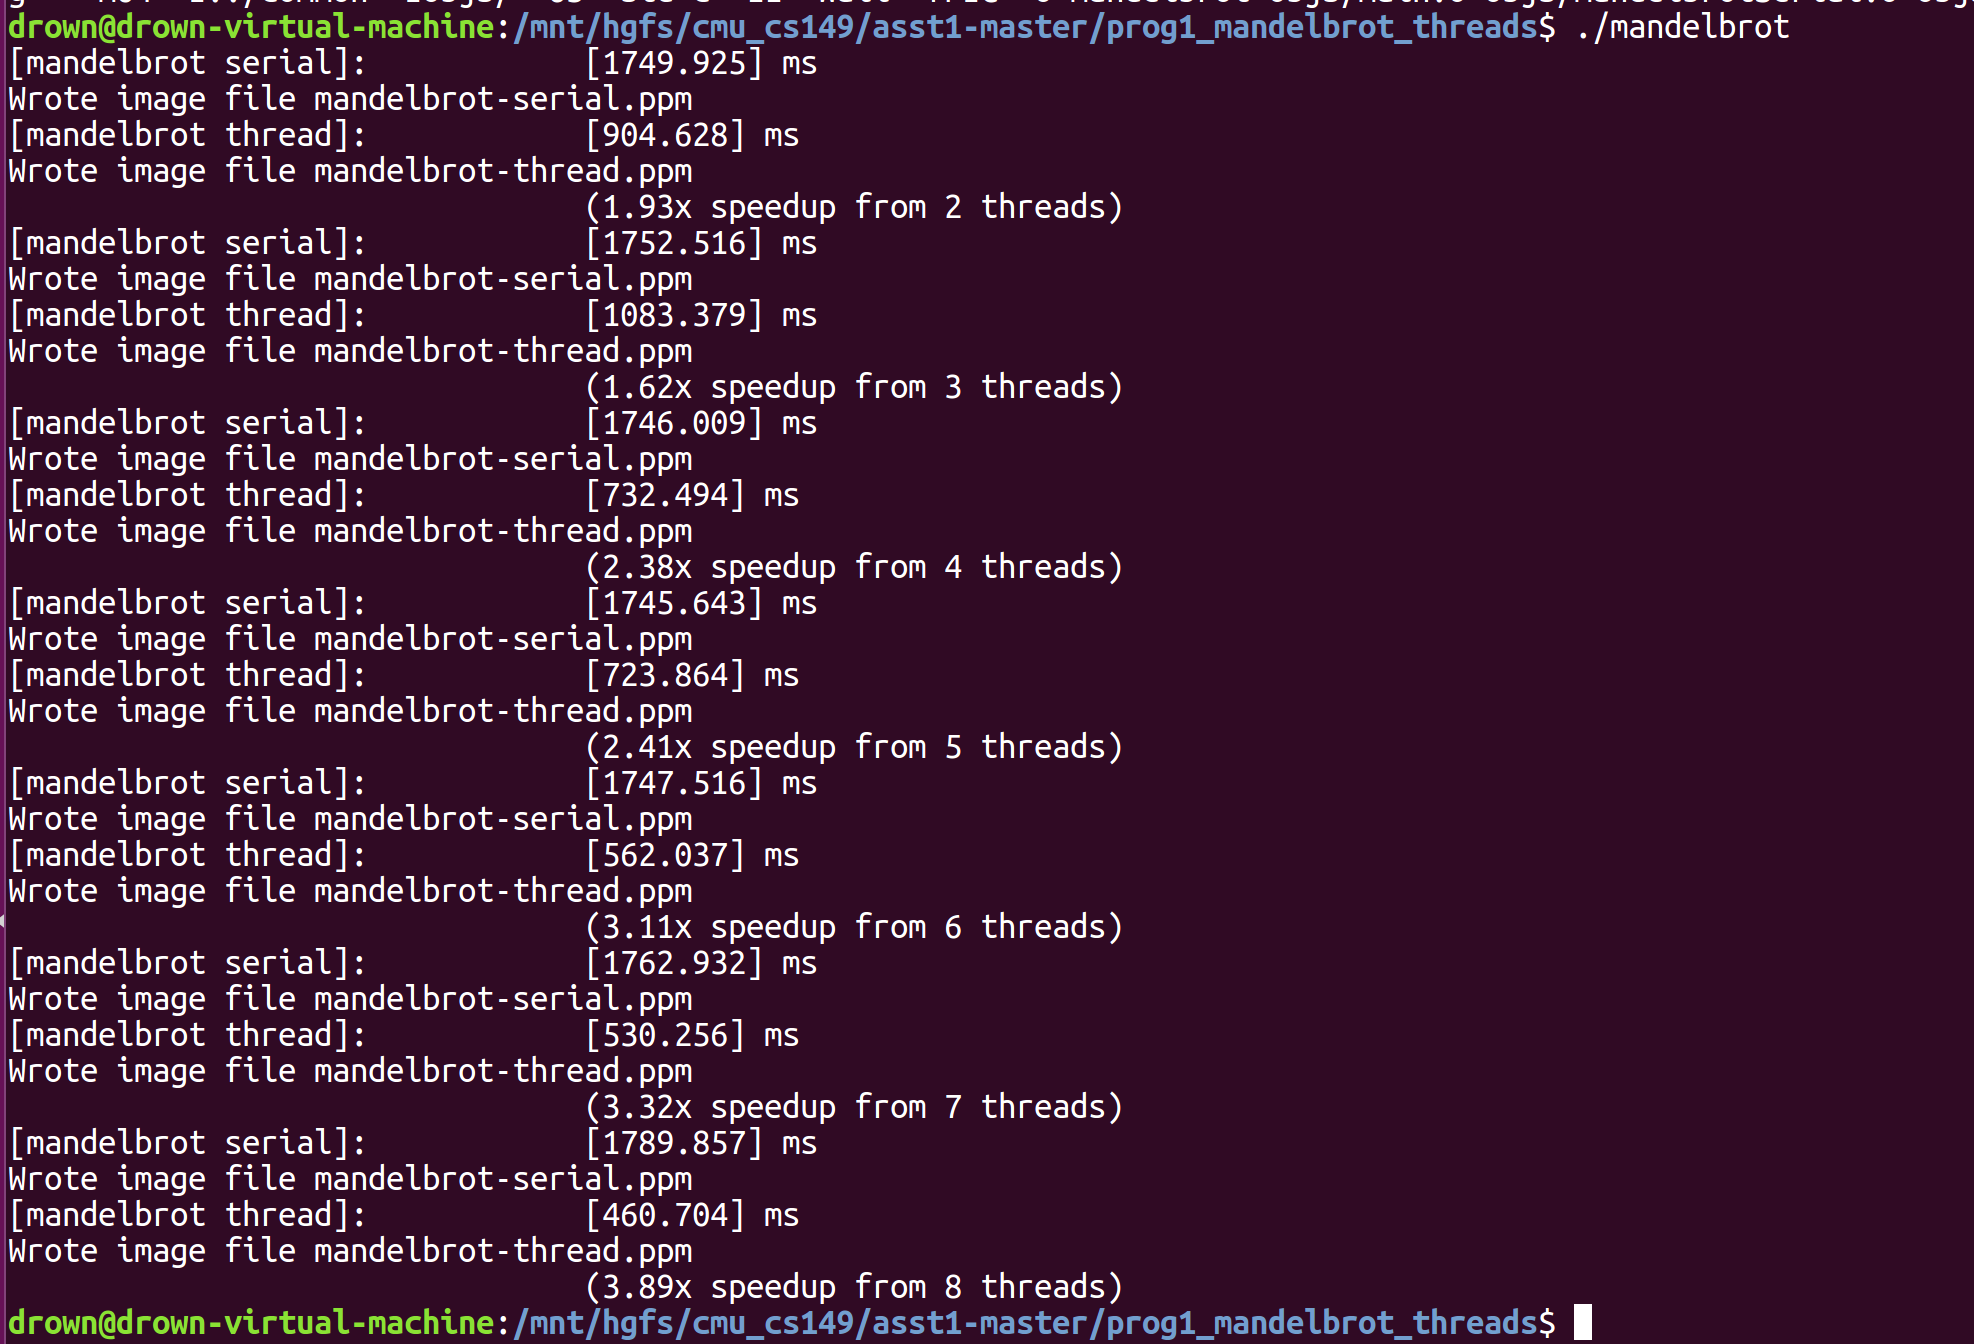 drown@drown-virtual-machine:/mnt/hgfs/cmu_cs149/asst1-master/prog1_mandelbrot_threads$ ./mandelbrot
[mandelbrot serial]:            [1749.925] ms
Wrote image file mandelbrot-serial.ppm
[mandelbrot thread]:            [904.628] ms
Wrote image file mandelbrot-thread.ppm
                                (1.93x speedup from 2 threads)
[mandelbrot serial]:            [1752.516] ms
Wrote image file mandelbrot-serial.ppm
[mandelbrot thread]:            [1083.379] ms
Wrote image file mandelbrot-thread.ppm
                                (1.62x speedup from 3 threads)
[mandelbrot serial]:            [1746.009] ms
Wrote image file mandelbrot-serial.ppm
[mandelbrot thread]:            [732.494] ms
Wrote image file mandelbrot-thread.ppm
                                (2.38x speedup from 4 threads)
[mandelbrot serial]:            [1745.643] ms
Wrote image file mandelbrot-serial.ppm
[mandelbrot thread]:            [723.864] ms
Wrote image file mandelbrot-thread.ppm
                                (2.41x speedup from 5 threads)
[mandelbrot serial]:            [1747.516] ms
Wrote image file mandelbrot-serial.ppm
[mandelbrot thread]:            [562.037] ms
Wrote image file mandelbrot-thread.ppm
                                (3.11x speedup from 6 threads)
[mandelbrot serial]:            [1762.932] ms
Wrote image file mandelbrot-serial.ppm
[mandelbrot thread]:            [530.256] ms
Wrote image file mandelbrot-thread.ppm
                                (3.32x speedup from 7 threads)
[mandelbrot serial]:            [1789.857] ms
Wrote image file mandelbrot-serial.ppm
[mandelbrot thread]:            [460.704] ms
Wrote image file mandelbrot-thread.ppm
                                (3.89x speedup from 8 threads)
drown@drown-virtual-machine:/mnt/hgfs/cmu_cs149/asst1-master/prog1_mandelbrot_threads$